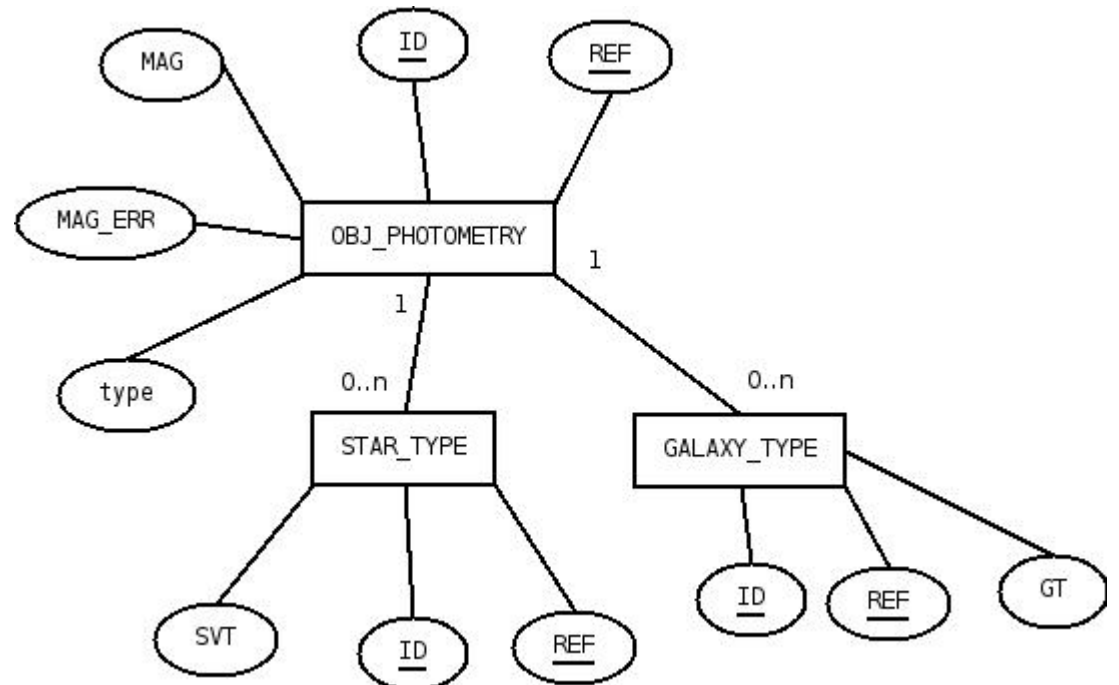 ID
REF
MAG
MAG_ERR
OBJ_PHOTOMETRY
1
1
type
0..n
0..n
STAR_TYPE
GALAXY_TYPE
GT
ID
REF
SVT
ID
REF